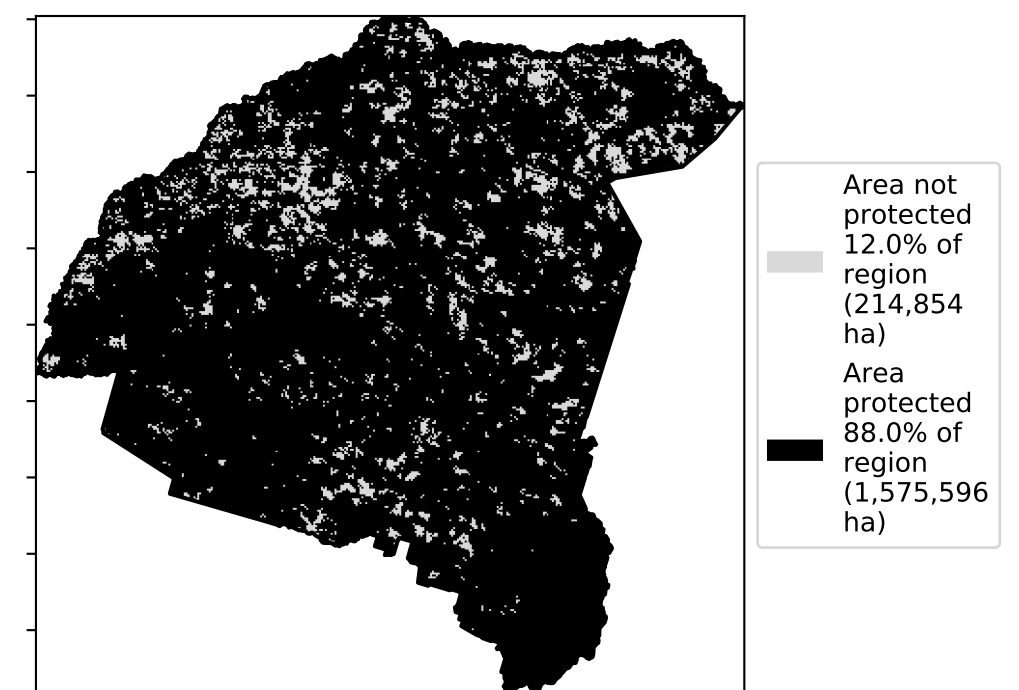 Area not
protected
12.0% of
region
(214,854
ha)
Area
protected
88.0% of
region
(1,575,596
ha)